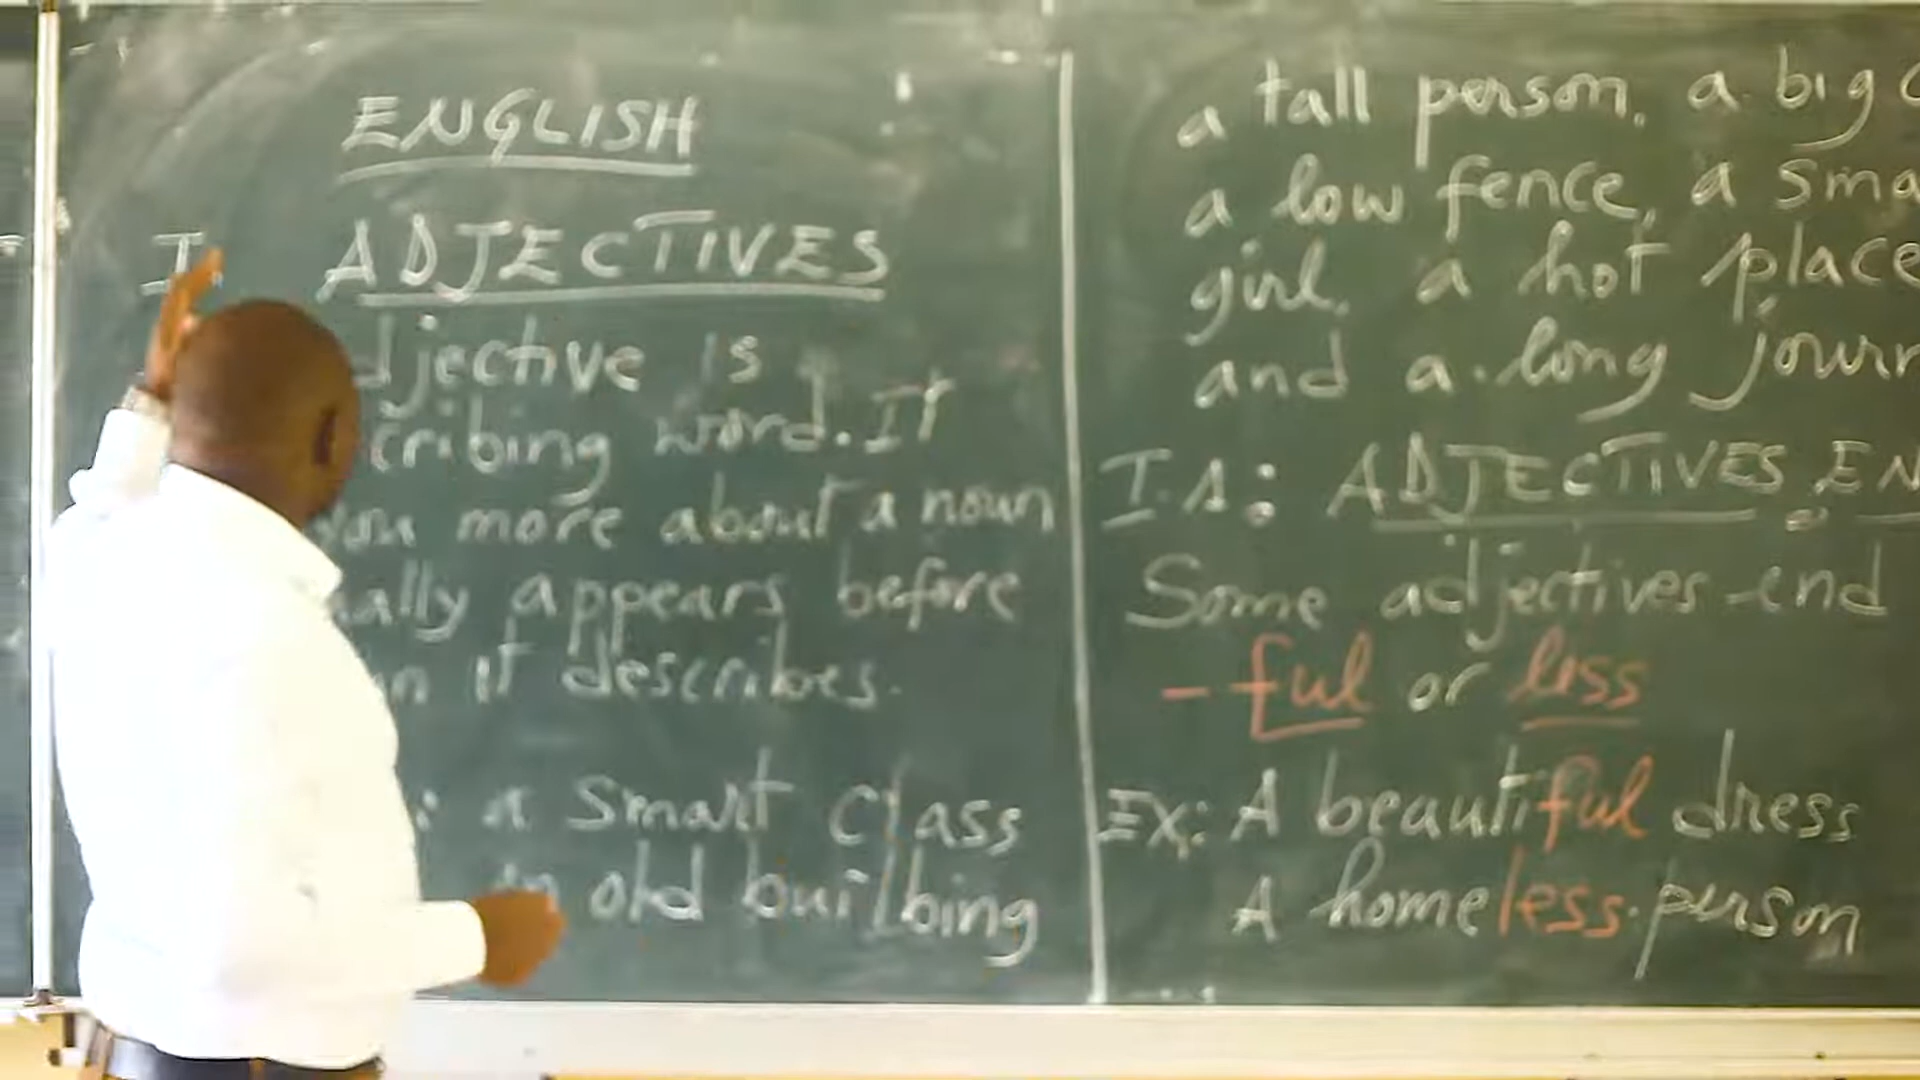 ENGLISH
I. ADJECTIVES
djective is
cribing word. It
you more about a noun
ally appears before
n it describes.
: a smart class
an old builbing
a tall person, a big
a low fence, a sma
girl, a hot place
and a long journ
I.1: ADJECTIVES EN
Some adjectives end
- ful or less
EX: A beautiful dress
A homeless person